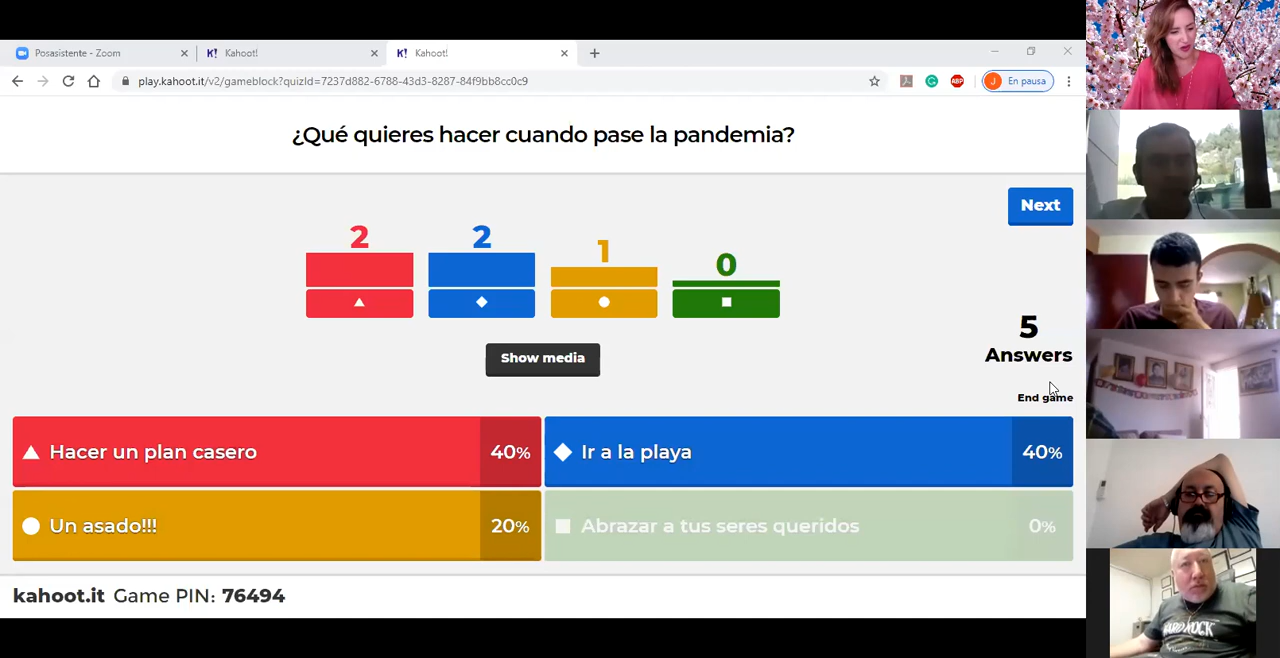 Posasistente - Zoom
K! Kahoot!
K! Kahoot!
play.kahoot.it/v2/gameblock?quizId=7237d882-6788-43d3-8287-84f9bb8cc0c9
ABP
J En pausa
¿Qué quieres hacer cuando pase la pandemia?
Next
2
2
1
0
5
Answers
Show media
End game
Hacer un plan casero 40%
Ir a la playa 40%
Un asado!!! 20%
Abrazar a tus seres queridos 0%
kahoot.it Game PIN: 76494
HARD ROCK